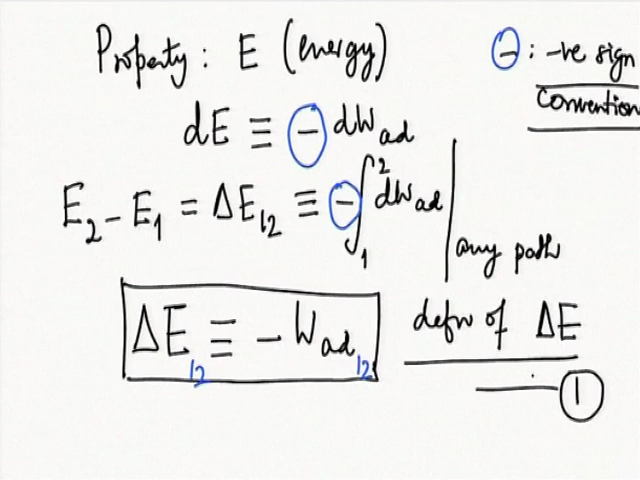 Property: E (energy)
⊖ : -ve sign
Convention
dE ≡ - dW_ad
E_2 - E_1 = ΔE_12 ≡ - ∫_1^2 dW_ad | any path
ΔE_12 ≡ - W_ad_12
defn of ΔE
①